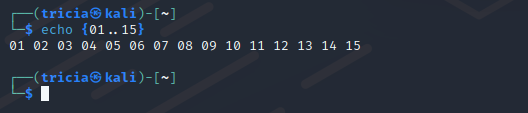 ┌──(tricia㉿kali)-[~]
└─$ echo {01..15}
01 02 03 04 05 06 07 08 09 10 11 12 13 14 15
┌──(tricia㉿kali)-[~]
└─$